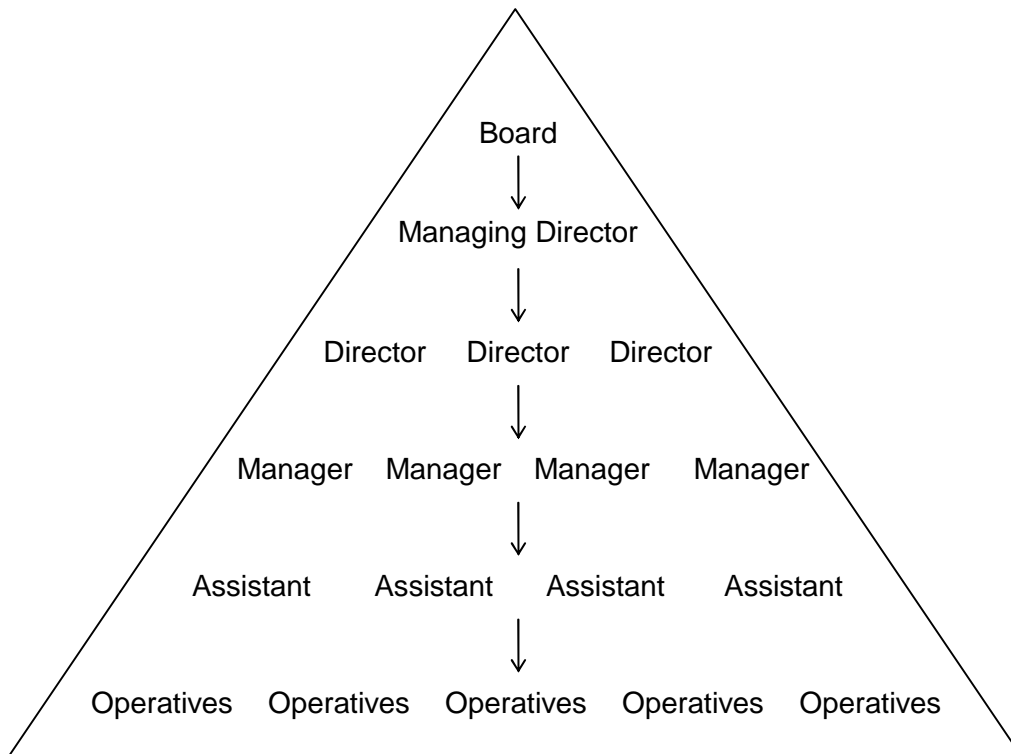 Board
Managing Director
Director Director Director
Manager Manager Manager Manager
Assistant Assistant Assistant Assistant
Operatives Operatives Operatives Operatives Operatives